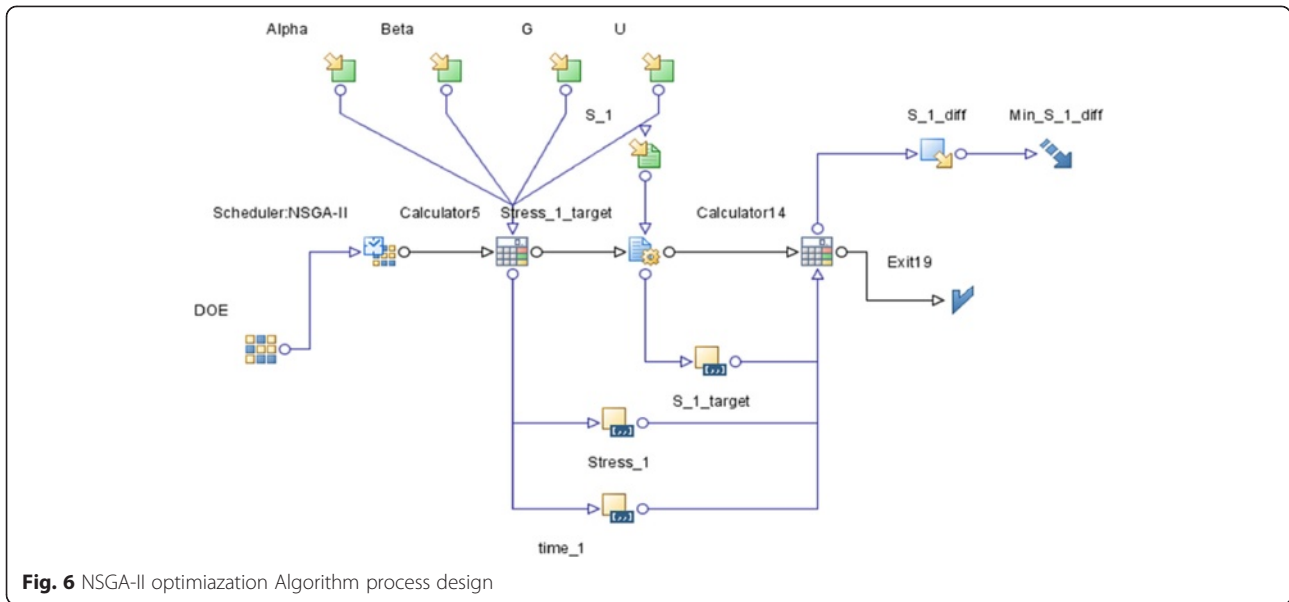 Alpha Beta G U
S_1
S_1_diff Min_S_1_diff
Scheduler:NSGA-II Calculator5 Stress_1_target Calculator14
Exit19
DOE
S_1_target
Stress_1
time_1
Fig. 6 NSGA-II optimiazation Algorithm process design